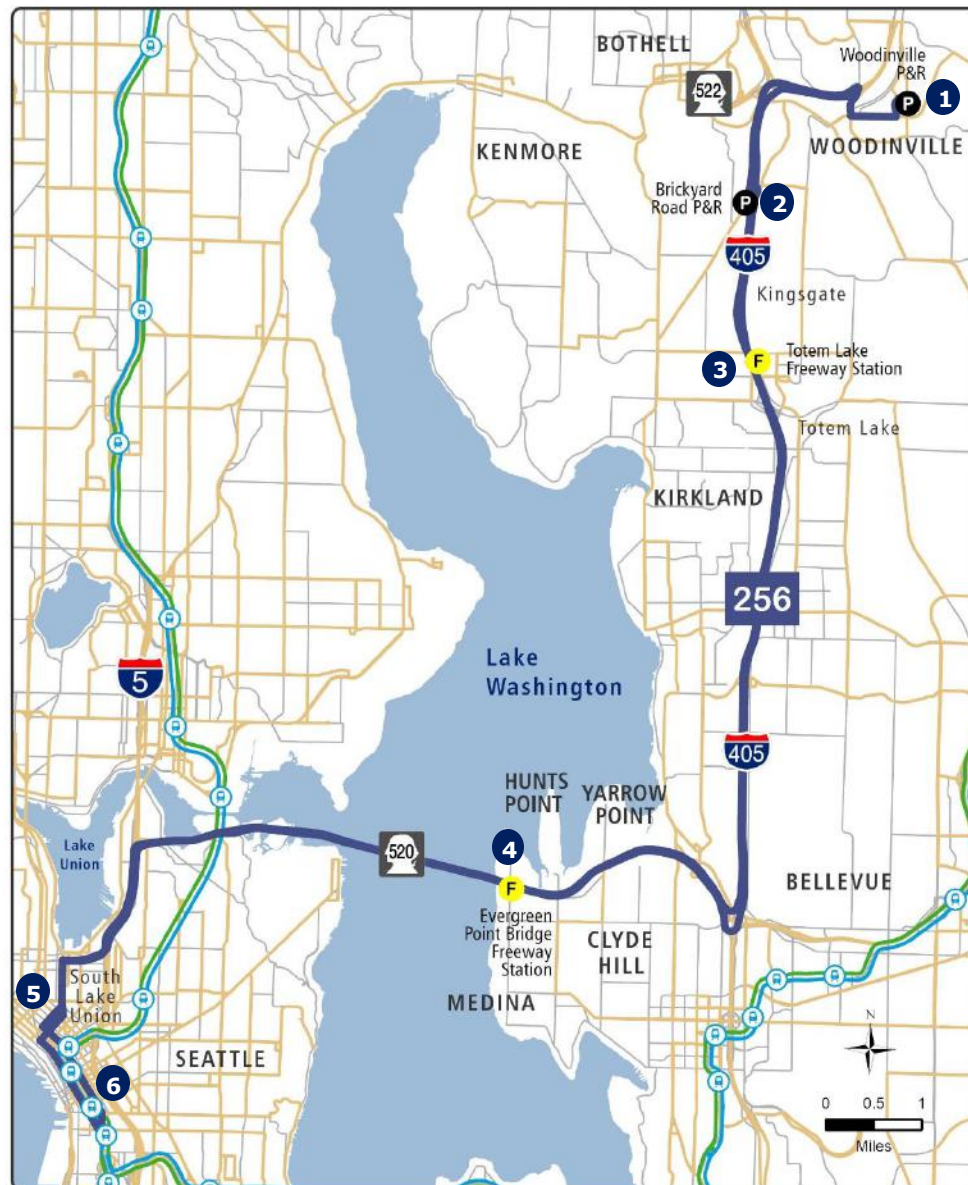 BOTHELL
Woodinville
P&R
522
P
1
WOODINVILLE
KENMORE
Brickyard
Road P&R
P
2
405
Kingsgate
3
F
Totem Lake
Freeway Station
Totem Lake
KIRKLAND
256
Lake
Washington
5
405
HUNTS
POINT
YARROW
POINT
Lake
Union
520
4
F
BELLEVUE
Evergreen
Point Bridge
Freeway
Station
CLYDE
HILL
5
South
Lake
Union
MEDINA
SEATTLE
6
N
0 0.5 1
Miles